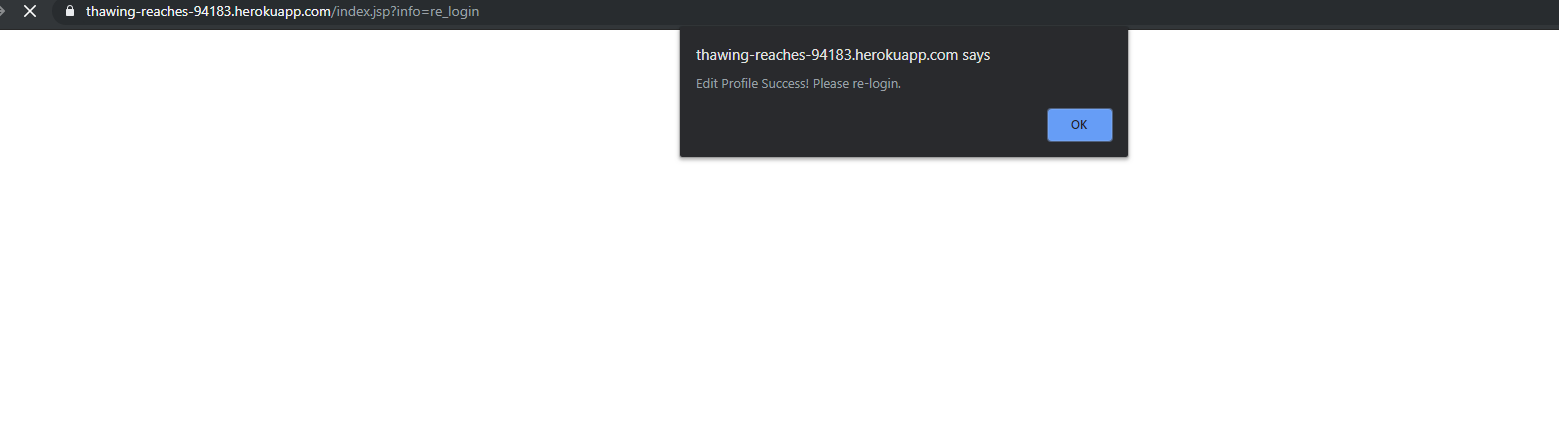 thawing-reaches-94183.herokuapp.com/index.jsp?info=re_login
thawing-reaches-94183.herokuapp.com says
Edit Profile Success! Please re-login.
OK